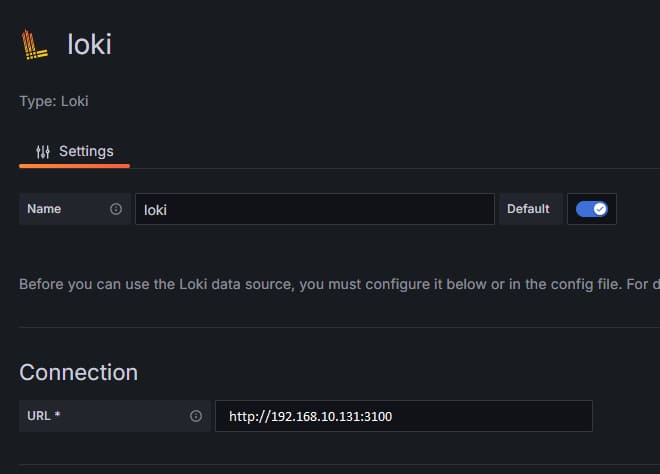 loki
Type: Loki
Settings
Name loki Default
Before you can use the Loki data source, you must configure it below or in the config file. For d
Connection
URL * http://192.168.10.131:3100